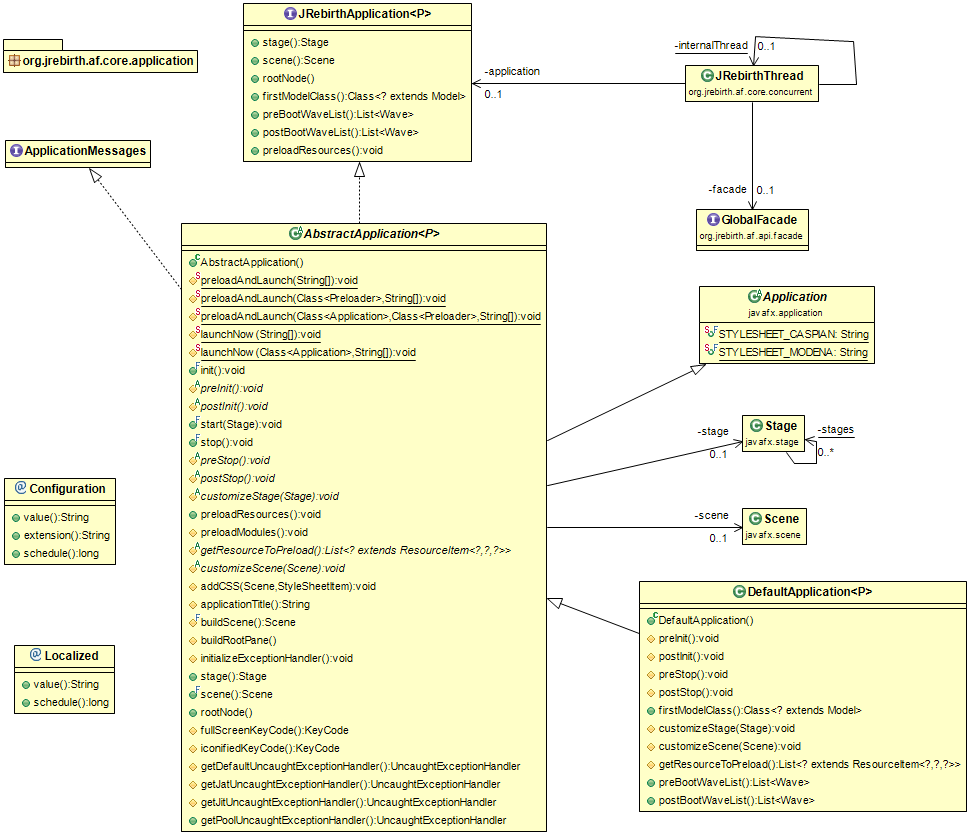 JRebirthApplication<P>
stage():Stage
scene():Scene
rootNode()
firstModelClass():Class<? extends Model>
preBootWaveList():List<Wave>
postBootWaveList():List<Wave>
preloadResources():void
org.jrebirth.af.core.application
ApplicationMessages
-internalThread
0..1
JRebirthThread
org.jrebirth.af.core.concurrent
-application
0..1
-facade
0..1
GlobalFacade
org.jrebirth.af.api.facade
AbstractApplication<P>
AbstractApplication()
preloadAndLaunch(String[]):void
preloadAndLaunch(Class<Preloader>,String[]):void
preloadAndLaunch(Class<Application>,Class<Preloader>,String[]):void
launchNow(String[]):void
launchNow(Class<Application>,String[]):void
init():void
preInit():void
postInit():void
start(Stage):void
stop():void
preStop():void
postStop():void
customizeStage(Stage):void
preloadResources():void
preloadModules():void
getResourceToPreload():List<? extends ResourceItem<?,?,?>>
customizeScene(Scene):void
addCSS(Scene,StyleSheetItem):void
applicationTitle():String
buildScene():Scene
buildRootPane()
initializeExceptionHandler():void
stage():Stage
scene():Scene
rootNode()
fullScreenKeyCode():KeyCode
iconifiedKeyCode():KeyCode
getDefaultUncaughtExceptionHandler():UncaughtExceptionHandler
getJatUncaughtExceptionHandler():UncaughtExceptionHandler
getJitUncaughtExceptionHandler():UncaughtExceptionHandler
getPoolUncaughtExceptionHandler():UncaughtExceptionHandler
Application
javafx.application
STYLESHEET_CASPIAN: String
STYLESHEET_MODENA: String
-stage
0..1
Stage
javafx.stage
-stages
0..*
-scene
0..1
Scene
javafx.scene
Configuration
value():String
extension():String
schedule():long
Localized
value():String
schedule():long
DefaultApplication<P>
DefaultApplication()
preInit():void
postInit():void
preStop():void
postStop():void
firstModelClass():Class<? extends Model>
customizeStage(Stage):void
customizeScene(Scene):void
getResourceToPreload():List<? extends ResourceItem<?,?,?>>
preBootWaveList():List<Wave>
postBootWaveList():List<Wave>